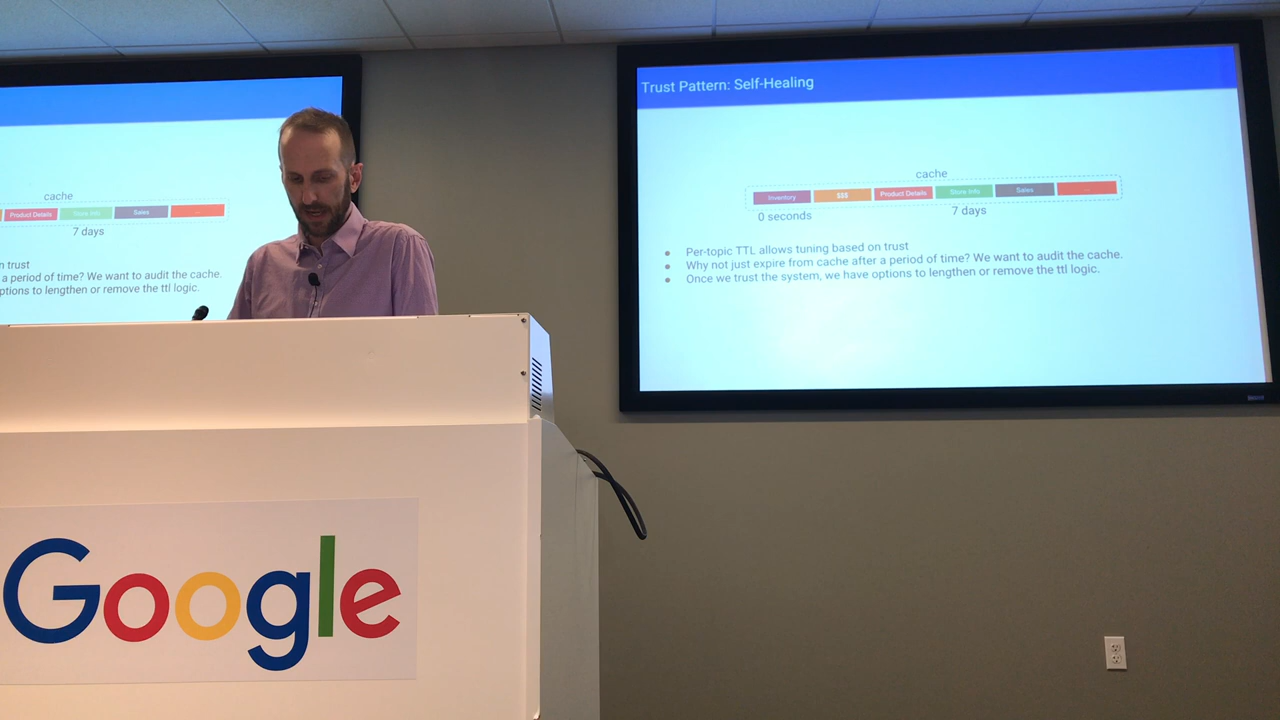 Trust Pattern: Self-Healing
cache
Inventory $$$ Product Details Store Info Sales ...
0 seconds 7 days
Per-topic TTL allows tuning based on trust
Why not just expire from cache after a period of time? We want to audit the cache.
Once we trust the system, we have options to lengthen or remove the ttl logic.
cache
Product Details Store Info Sales ...
7 days
n trust
a period of time? We want to audit the cache.
ptions to lengthen or remove the ttl logic.
Google